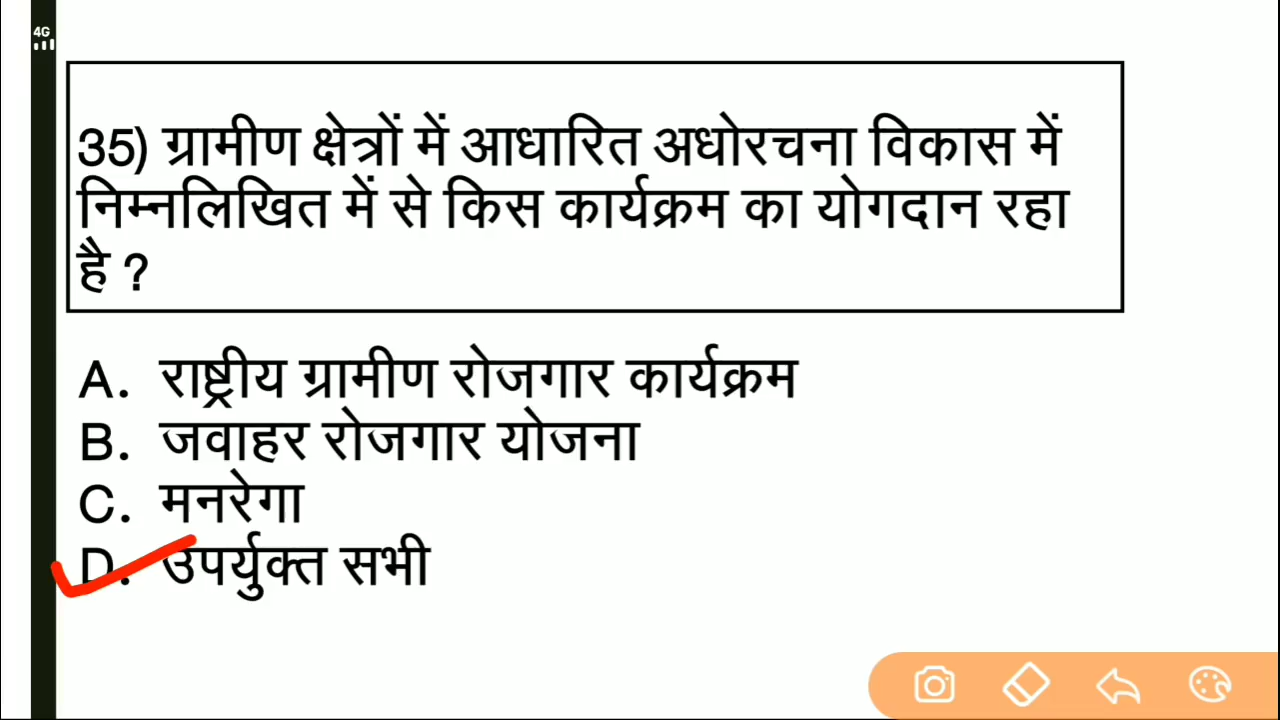 4G
35) ग्रामीण क्षेत्रों में आधारित अधोरचना विकास में
निम्नलिखित में से किस कार्यक्रम का योगदान रहा
है ?
A. राष्ट्रीय ग्रामीण रोजगार कार्यक्रम
B. जवाहर रोजगार योजना
C. मनरेगा
D. उपर्युक्त सभी